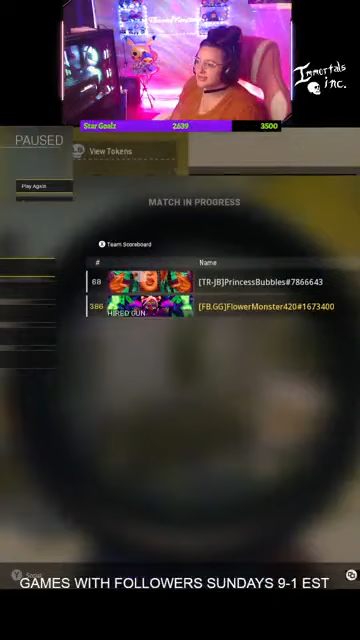 Immortals
inc.
Star Goalz 2639 3500
PAUSED
View Tokens
Play Again
MATCH IN PROGRESS
Team Scoreboard
# Name
68 [TR-JB]PrincessBubbles#7866643
386 [FB.GG]FlowerMonster420#1673400
HIRED GUN
GAMES WITH FOLLOWERS SUNDAYS 9-1 EST